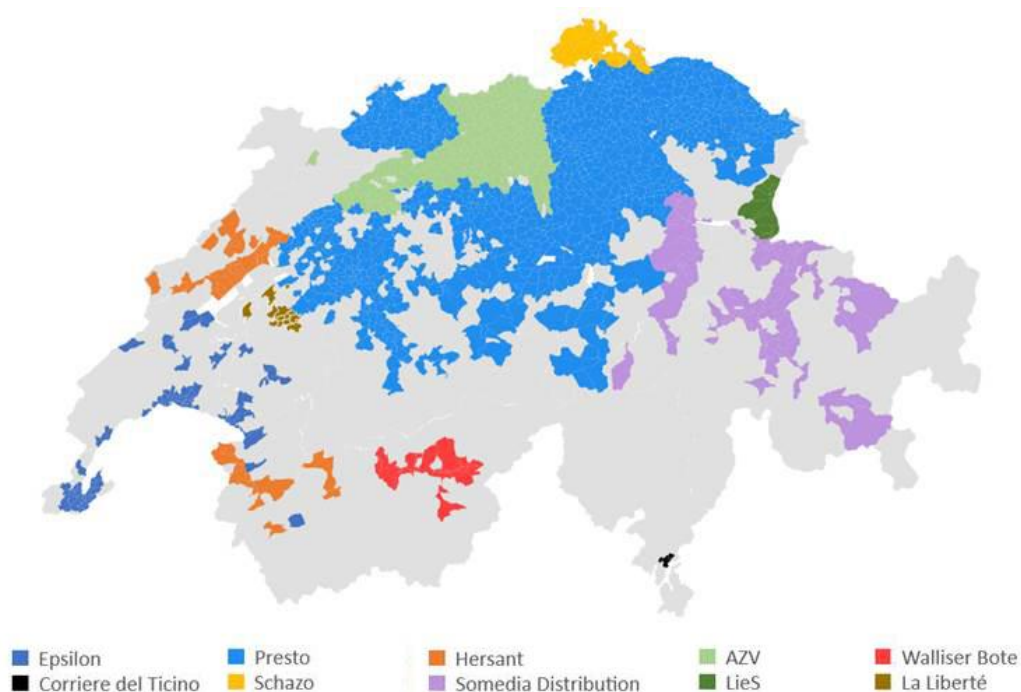 Epsilon Presto Hersant AZV Walliser Bote
Corriere del Ticino Schazo Somedia Distribution LieS La Liberté